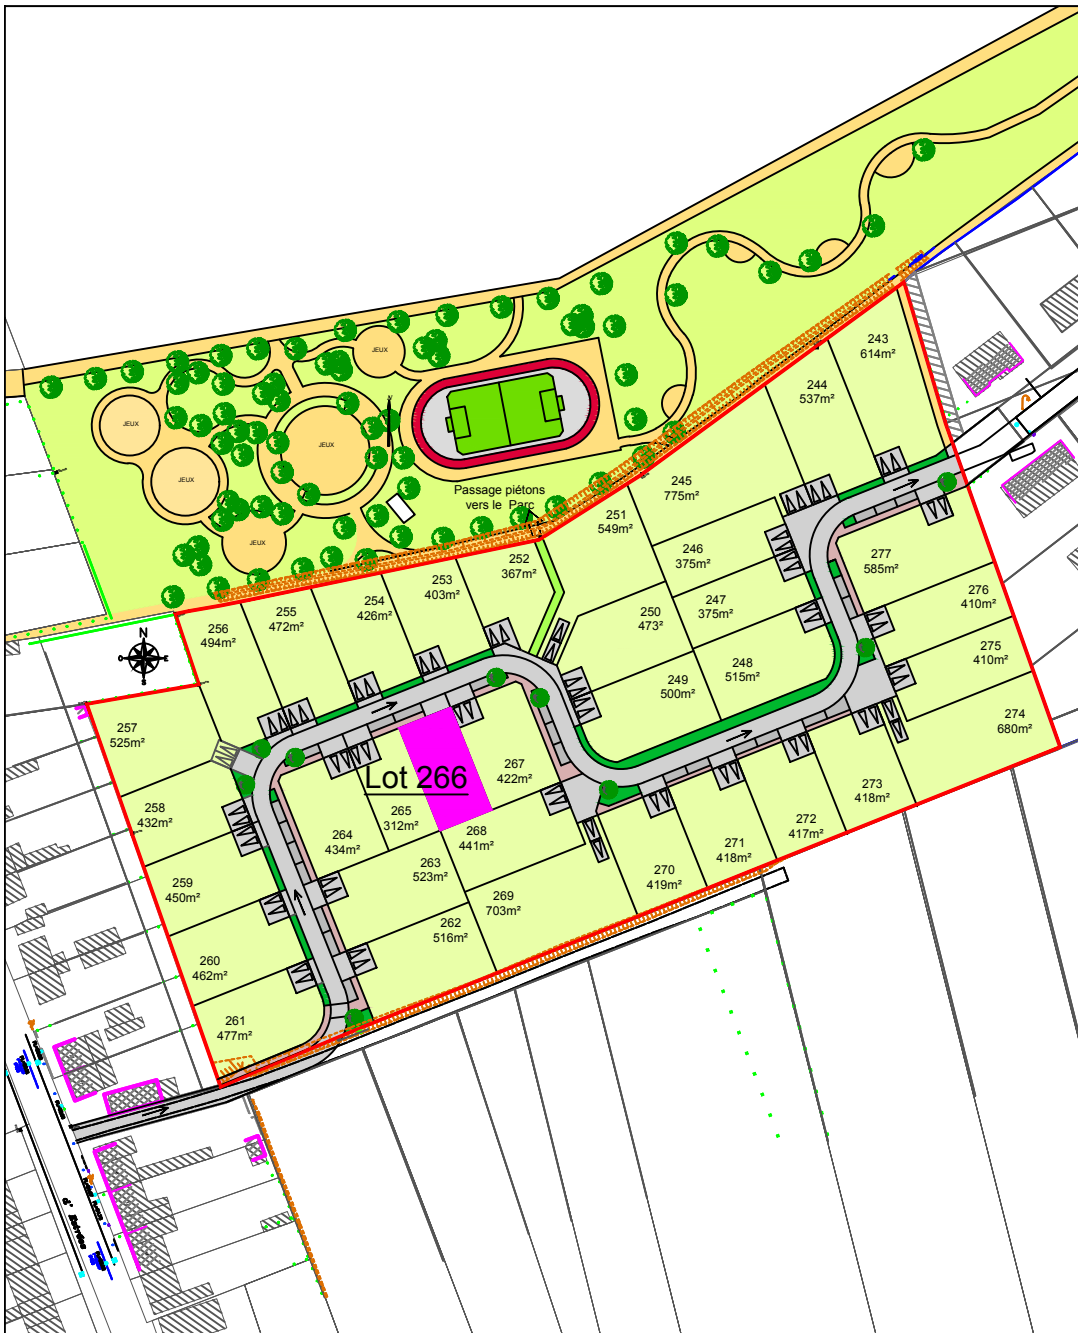 JEUX
JEUX
JEUX
JEUX
JEUX
Passage piétons
vers le Parc
N
S
243
614m²
244
537m²
245
775m²
246
375m²
247
375m²
248
515m²
249
500m²
250
473²
251
549m²
252
367m²
253
403m²
254
426m²
255
472m²
256
494m²
257
525m²
258
432m²
259
450m²
260
462m²
261
477m²
262
516m²
263
523m²
264
434m²
265
312m²
Lot 266
267
422m²
268
441m²
269
703m²
270
419m²
271
418m²
272
417m²
273
418m²
274
680m²
275
410m²
276
410m²
277
585m²